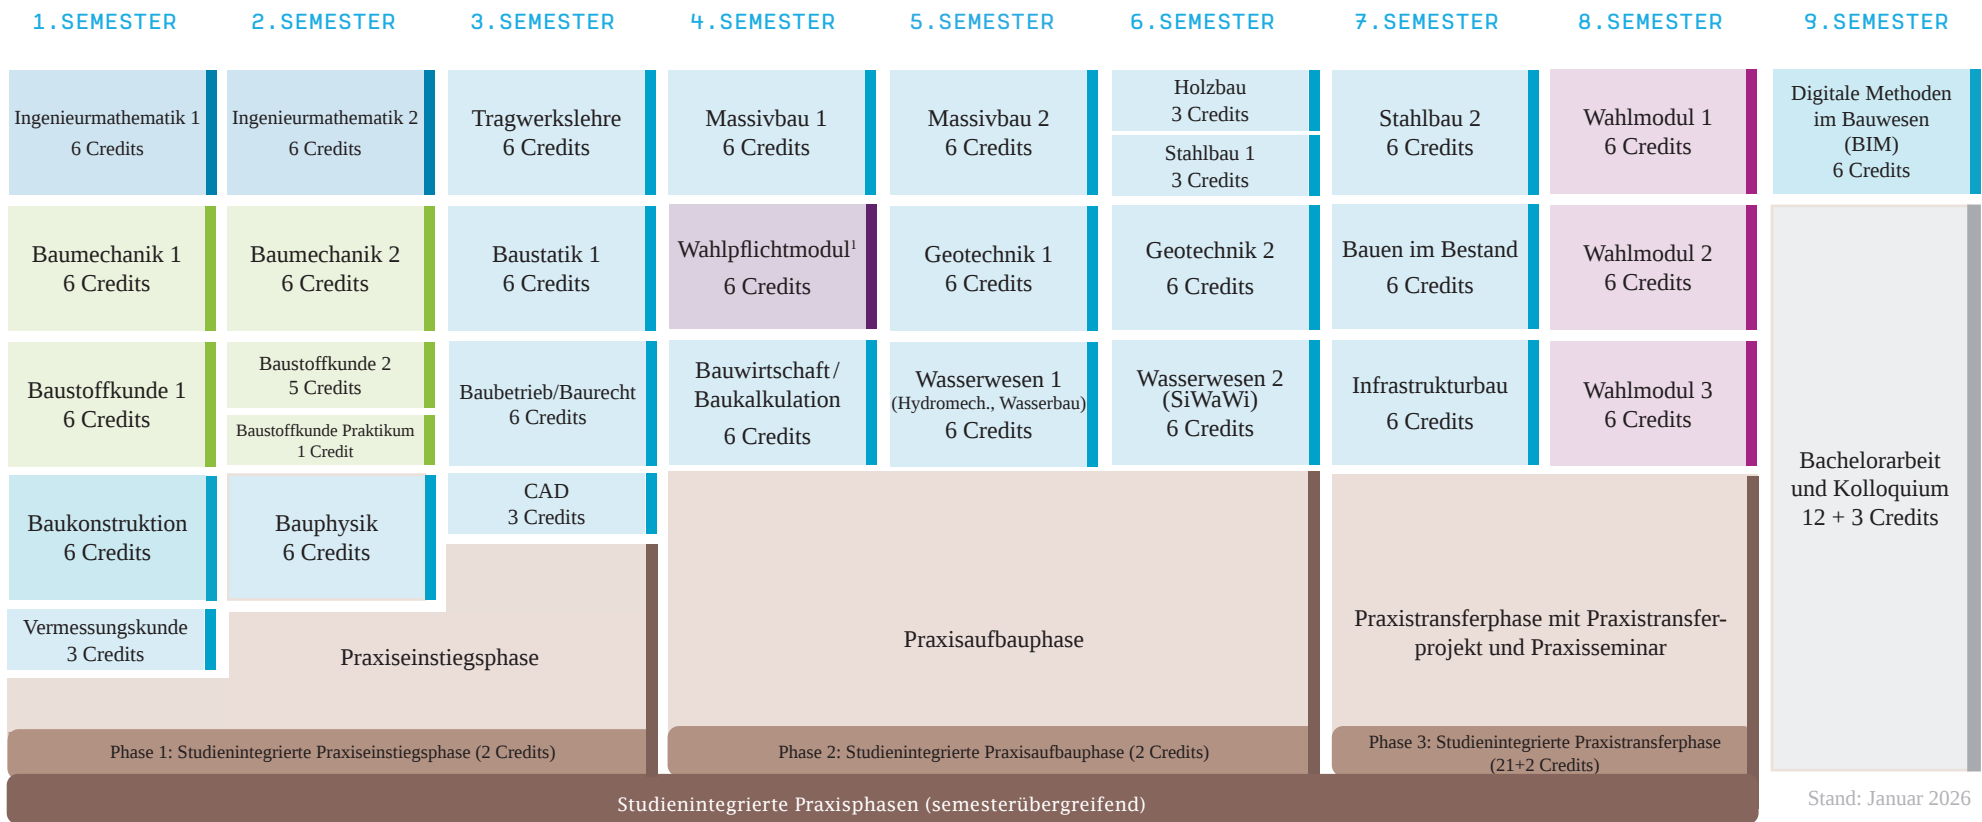 1.SEMESTER
2.SEMESTER
3.SEMESTER
4.SEMESTER
5.SEMESTER
6.SEMESTER
7.SEMESTER
8.SEMESTER
9.SEMESTER
Ingenieurmathematik 1
6 Credits
Ingenieurmathematik 2
6 Credits
Tragwerkslehre
6 Credits
Massivbau 1
6 Credits
Massivbau 2
6 Credits
Holzbau
3 Credits
Stahlbau 1
3 Credits
Stahlbau 2
6 Credits
Wahlmodul 1
6 Credits
Digitale Methoden
im Bauwesen
(BIM)
6 Credits
Baumechanik 1
6 Credits
Baumechanik 2
6 Credits
Baustatik 1
6 Credits
Wahlpflichtmodul¹
6 Credits
Geotechnik 1
6 Credits
Geotechnik 2
6 Credits
Bauen im Bestand
6 Credits
Wahlmodul 2
6 Credits
Baustoffkunde 1
6 Credits
Baustoffkunde 2
5 Credits
Baustoffkunde Praktikum
1 Credit
Baubetrieb/Baurecht
6 Credits
Bauwirtschaft/
Baukalkulation
6 Credits
Wasserwesen 1
(Hydromech., Wasserbau)
6 Credits
Wasserwesen 2
(SiWaWi)
6 Credits
Infrastrukturbau
6 Credits
Wahlmodul 3
6 Credits
Bachelorarbeit
und Kolloquium
12 + 3 Credits
Baukonstruktion
6 Credits
Bauphysik
6 Credits
CAD
3 Credits
Vermessungskunde
3 Credits
Praxiseinstiegsphase
Praxisaufbauphase
Praxistransferphase mit Praxistransfer-
projekt und Praxisseminar
Phase 1: Studienintegrierte Praxiseinstiegsphase (2 Credits)
Phase 2: Studienintegrierte Praxisaufbauphase (2 Credits)
Phase 3: Studienintegrierte Praxistransferphase
(21+2 Credits)
Studienintegrierte Praxisphasen (semesterübergreifend)
Stand: Januar 2026